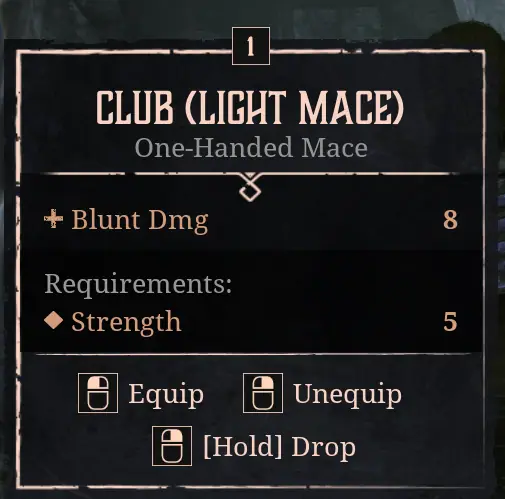 1
CLUB (LIGHT MACE)
One-Handed Mace
Blunt Dmg 8
Requirements:
Strength 5
Equip Unequip
[Hold] Drop